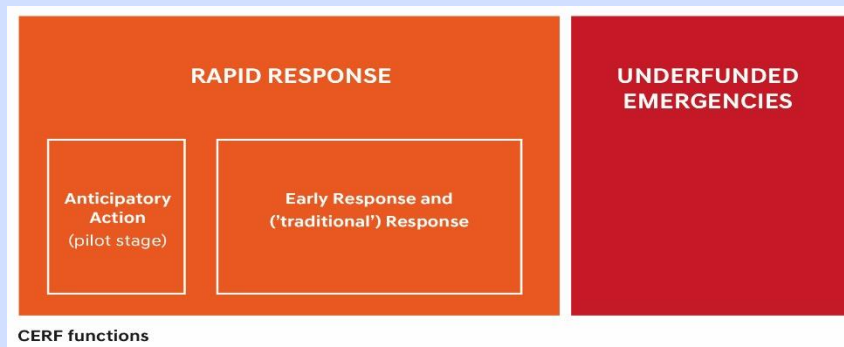 RAPID RESPONSE
Anticipatory
Action
(pilot stage)
Early Response and
('traditional') Response
UNDERFUNDED
EMERGENCIES
CERF functions